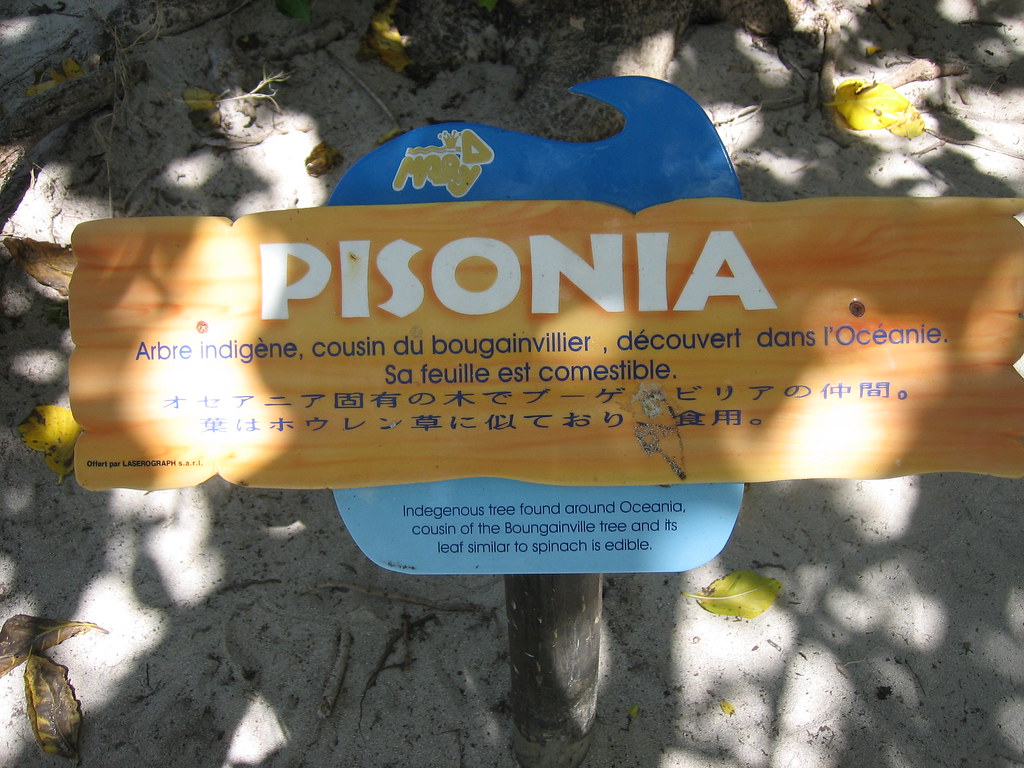 PISONIA
Arbre indigène, cousin du bougainvillier , découvert dans l'Océanie.
Sa feuille est comestible.
オセアニア固有の木でブーゲ ビリアの仲間。
葉はホウレン草に似ており 食用。
Offert par LASEROGRAPH s.a.r.l.
Indegenous tree found around Oceania,
cousin of the Boungainville tree and its
leaf similar to spinach is edible.